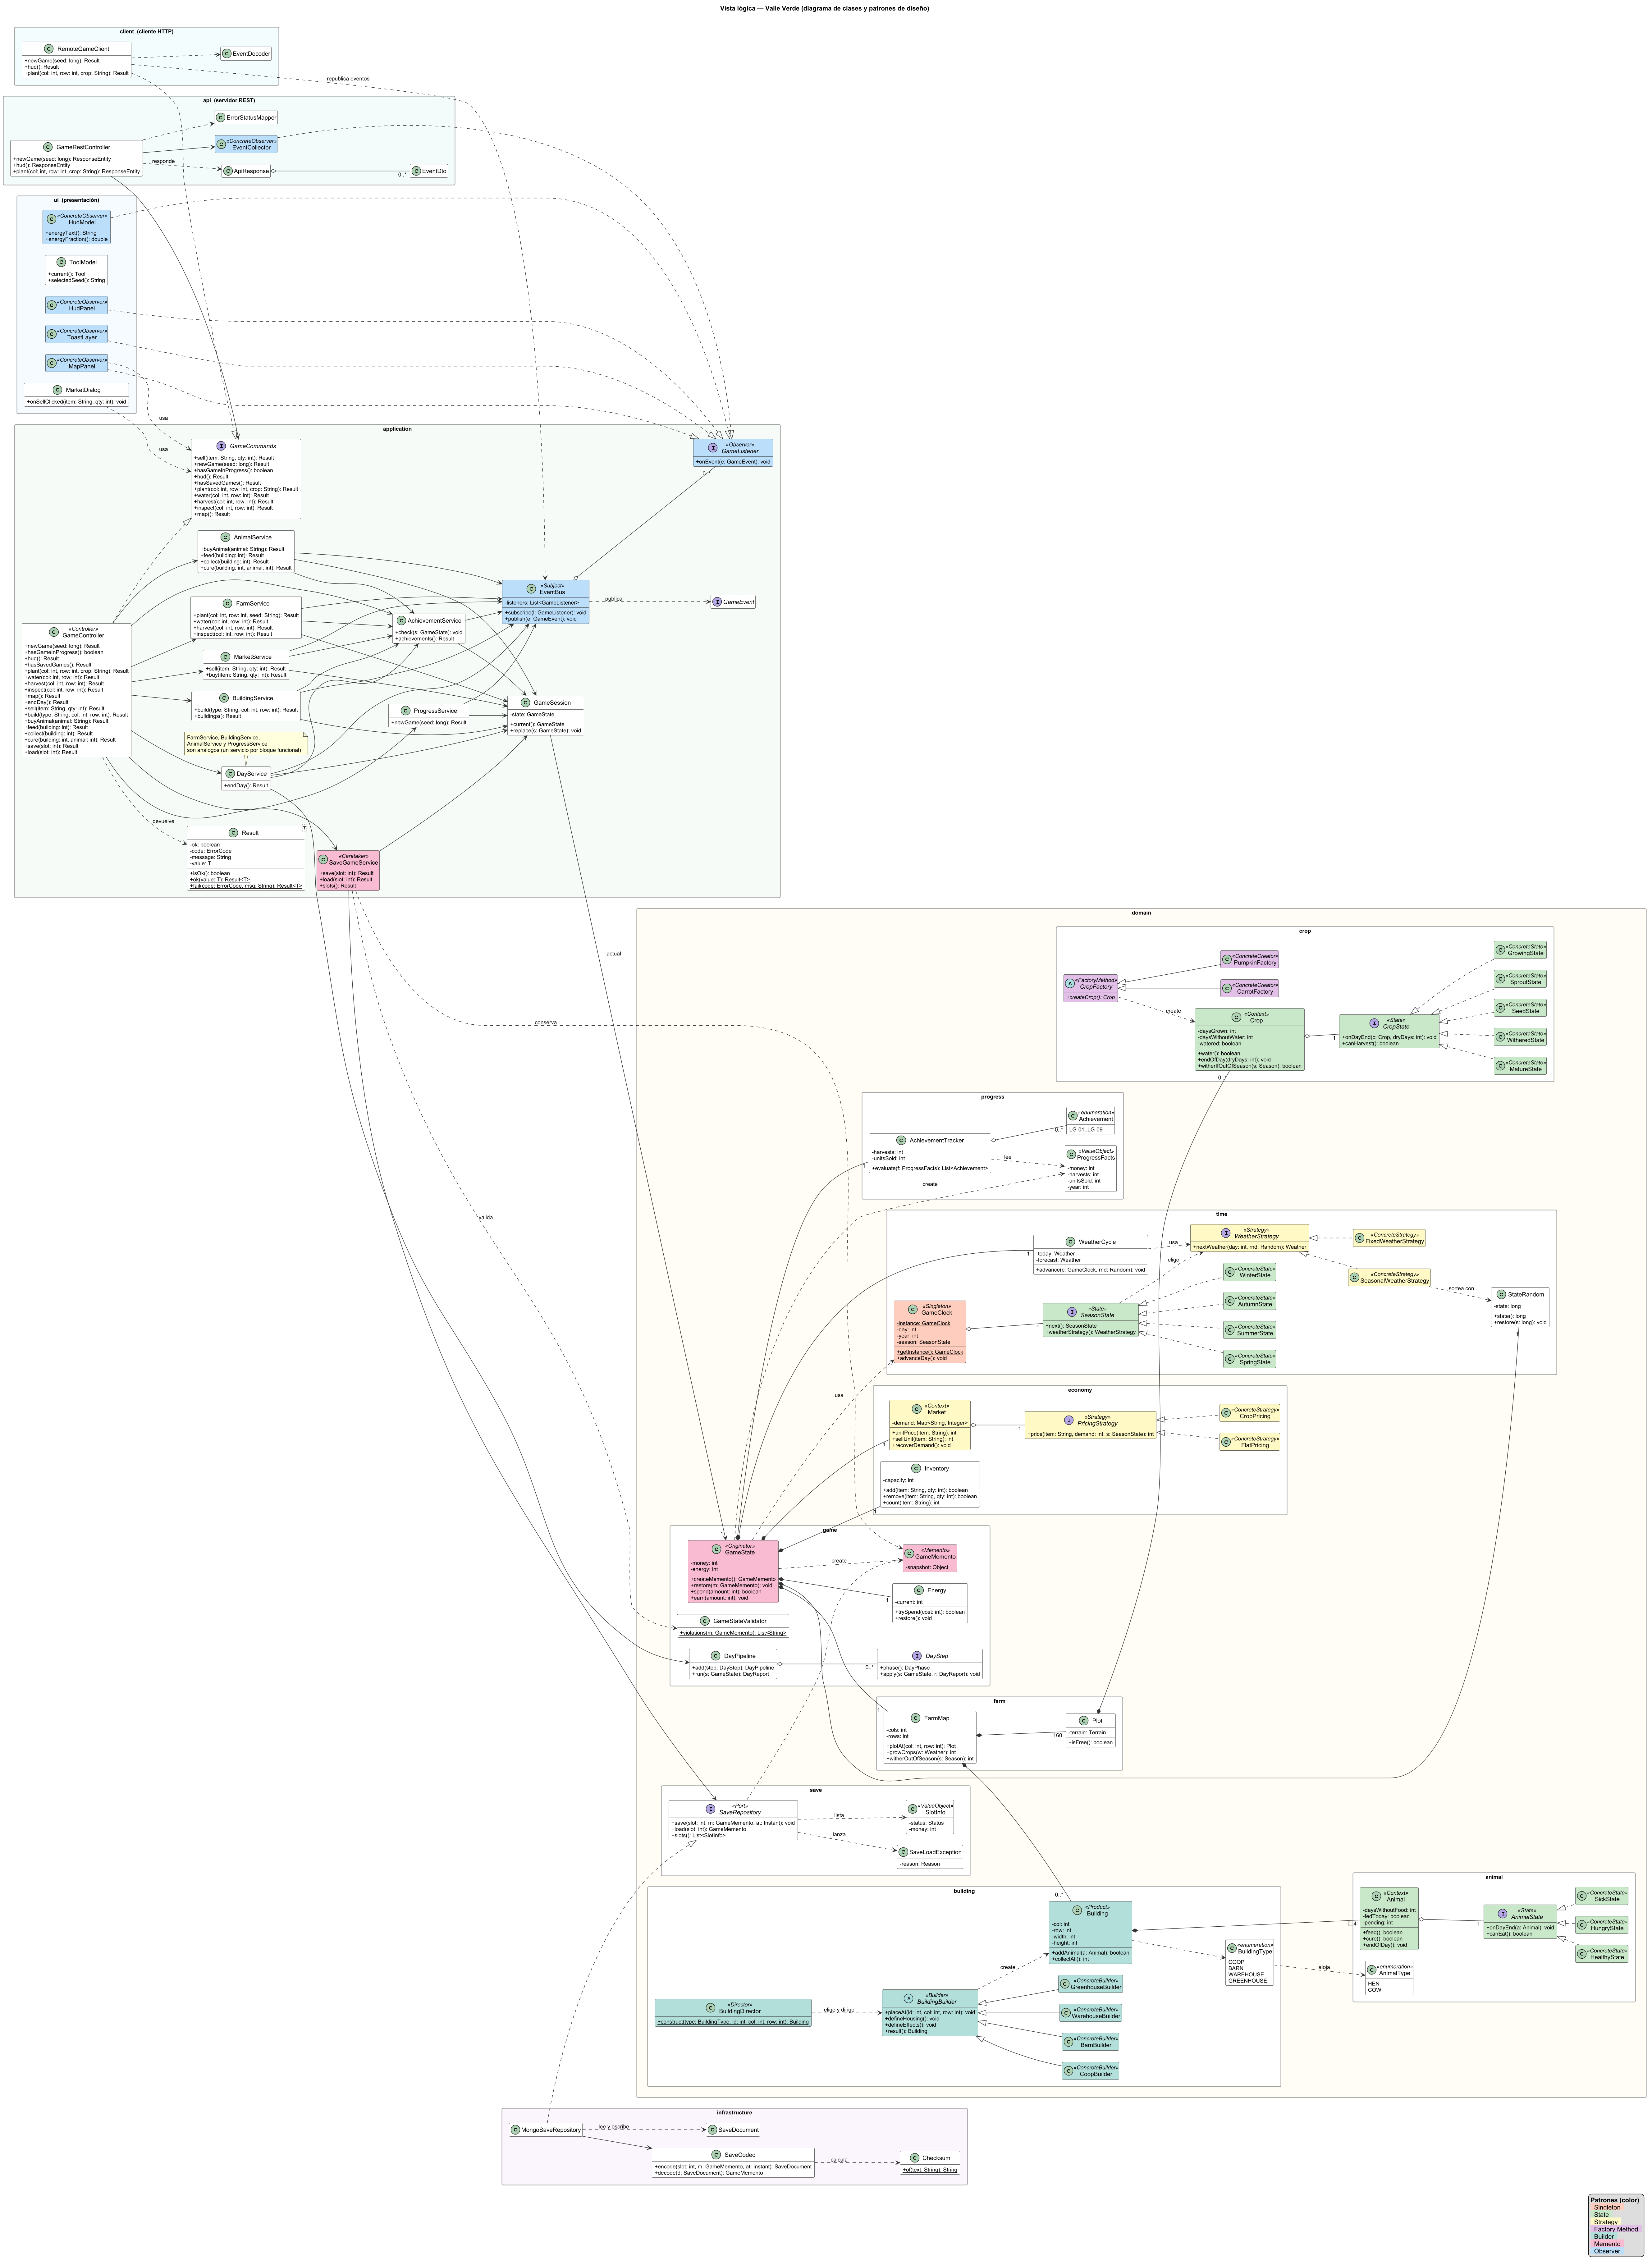 Vista lógica — Valle Verde (diagrama de clases y patrones de diseño)
client (cliente HTTP)
RemoteGameClient
+newGame(seed: long): Result
+hud(): Result
+plant(col: int, row: int, crop: String): Result
EventDecoder
republica eventos
api (servidor REST)
ErrorStatusMapper
GameRestController
+newGame(seed: long): ResponseEntity
+hud(): ResponseEntity
+plant(col: int, row: int, crop: String): ResponseEntity
«ConcreteObserver»
EventCollector
responde
ApiResponse
0..*
EventDto
ui (presentación)
«ConcreteObserver»
HudModel
+energyText(): String
+energyFraction(): double
ToolModel
+current(): Tool
+selectedSeed(): String
«ConcreteObserver»
HudPanel
«ConcreteObserver»
ToastLayer
«ConcreteObserver»
MapPanel
MarketDialog
+onSellClicked(item: String, qty: int): void
usa
usa
application
GameCommands
+sell(item: String, qty: int): Result
+newGame(seed: long): Result
+hasGameInProgress(): boolean
+hud(): Result
+hasSavedGames(): Result
+plant(col: int, row: int, crop: String): Result
+water(col: int, row: int): Result
+harvest(col: int, row: int): Result
+inspect(col: int, row: int): Result
+map(): Result
«Observer»
GameListener
+onEvent(e: GameEvent): void
0..*
AnimalService
+buyAnimal(animal: String): Result
+feed(building: int): Result
+collect(building: int): Result
+cure(building: int, animal: int): Result
«Subject»
EventBus
-listeners: List<GameListener>
+subscribe(l: GameListener): void
+publish(e: GameEvent): void
publica
GameEvent
FarmService
+plant(col: int, row: int, seed: String): Result
+water(col: int, row: int): Result
+harvest(col: int, row: int): Result
+inspect(col: int, row: int): Result
AchievementService
+check(s: GameState): void
+achievements(): Result
«Controller»
GameController
+newGame(seed: long): Result
+hasGameInProgress(): boolean
+hud(): Result
+hasSavedGames(): Result
+plant(col: int, row: int, crop: String): Result
+water(col: int, row: int): Result
+harvest(col: int, row: int): Result
+inspect(col: int, row: int): Result
+map(): Result
+endDay(): Result
+sell(item: String, qty: int): Result
+build(type: String, col: int, row: int): Result
+buyAnimal(animal: String): Result
+feed(building: int): Result
+collect(building: int): Result
+cure(building: int, animal: int): Result
+save(slot: int): Result
+load(slot: int): Result
MarketService
+sell(item: String, qty: int): Result
+buy(item: String, qty: int): Result
BuildingService
+build(type: String, col: int, row: int): Result
+buildings(): Result
ProgressService
+newGame(seed: long): Result
GameSession
-state: GameState
+current(): GameState
+replace(s: GameState): void
FarmService, BuildingService,
AnimalService y ProgressService
son análogos (un servicio por bloque funcional)
DayService
+endDay(): Result
devuelve
Result
T
-ok: boolean
-code: ErrorCode
-message: String
-value: T
+isOk(): boolean
+ok(value: T): Result<T>
+fail(code: ErrorCode, msg: String): Result<T>
«Caretaker»
SaveGameService
+save(slot: int): Result
+load(slot: int): Result
+slots(): Result
actual
conserva
valida
domain
crop
«FactoryMethod»
CropFactory
+createCrop(): Crop
«ConcreteCreator»
PumpkinFactory
«ConcreteCreator»
CarrotFactory
create
«Context»
Crop
-daysGrown: int
-daysWithoutWater: int
-watered: boolean
+water(): boolean
+endOfDay(dryDays: int): void
+witherIfOutOfSeason(s: Season): boolean
0..1
1
«State»
CropState
+onDayEnd(c: Crop, dryDays: int): void
+canHarvest(): boolean
«ConcreteState»
GrowingState
«ConcreteState»
SproutState
«ConcreteState»
SeedState
«ConcreteState»
WitheredState
«ConcreteState»
MatureState
progress
AchievementTracker
-harvests: int
-unitsSold: int
+evaluate(f: ProgressFacts): List<Achievement>
1
0..*
«enumeration»
Achievement
LG-01..LG-09
lee
create
«ValueObject»
ProgressFacts
-money: int
-harvests: int
-unitsSold: int
-year: int
time
WeatherCycle
-today: Weather
-forecast: Weather
+advance(c: GameClock, rnd: Random): void
1
usa
elige
«Strategy»
WeatherStrategy
+nextWeather(day: int, rnd: Random): Weather
«ConcreteStrategy»
FixedWeatherStrategy
«ConcreteStrategy»
SeasonalWeatherStrategy
sortea con
StateRandom
-state: long
+state(): long
+restore(s: long): void
1
«Singleton»
GameClock
-instance: GameClock
-day: int
-year: int
-season: SeasonState
+getInstance(): GameClock
+advanceDay(): void
1
«State»
SeasonState
+next(): SeasonState
+weatherStrategy(): WeatherStrategy
«ConcreteState»
WinterState
«ConcreteState»
AutumnState
«ConcreteState»
SummerState
«ConcreteState»
SpringState
usa
economy
«Context»
Market
-demand: Map<String, Integer>
+unitPrice(item: String): int
+sellUnit(item: String): int
+recoverDemand(): void
1
1
«Strategy»
PricingStrategy
+price(item: String, demand: int, s: SeasonState): int
«ConcreteStrategy»
CropPricing
«ConcreteStrategy»
FlatPricing
Inventory
-capacity: int
+add(item: String, qty: int): boolean
+remove(item: String, qty: int): boolean
+count(item: String): int
1
game
1
«Originator»
GameState
-money: int
-energy: int
+createMemento(): GameMemento
+restore(m: GameMemento): void
+spend(amount: int): boolean
+earn(amount: int): void
create
«Memento»
GameMemento
-snapshot: Object
Energy
-current: int
+trySpend(cost: int): boolean
+restore(): void
1
GameStateValidator
+violations(m: GameMemento): List<String>
DayPipeline
+add(step: DayStep): DayPipeline
+run(s: GameState): DayReport
0..*
DayStep
+phase(): DayPhase
+apply(s: GameState, r: DayReport): void
farm
1
FarmMap
-cols: int
-rows: int
+plotAt(col: int, row: int): Plot
+growCrops(w: Weather): int
+witherOutOfSeason(s: Season): int
160
Plot
-terrain: Terrain
+isFree(): boolean
save
«Port»
SaveRepository
+save(slot: int, m: GameMemento, at: Instant): void
+load(slot: int): GameMemento
+slots(): List<SlotInfo>
lista
«ValueObject»
SlotInfo
-status: Status
-money: int
lanza
SaveLoadException
-reason: Reason
building
0..*
«Product»
Building
-col: int
-row: int
-width: int
-height: int
+addAnimal(a: Animal): boolean
+collectAll(): int
«enumeration»
BuildingType
COOP
BARN
WAREHOUSE
GREENHOUSE
create
«Director»
BuildingDirector
+construct(type: BuildingType, id: int, col: int, row: int): Building
elige y dirige
«Builder»
BuildingBuilder
+placeAt(id: int, col: int, row: int): void
+defineHousing(): void
+defineEffects(): void
+result(): Building
«ConcreteBuilder»
GreenhouseBuilder
«ConcreteBuilder»
WarehouseBuilder
«ConcreteBuilder»
BarnBuilder
«ConcreteBuilder»
CoopBuilder
aloja
animal
0..4
«Context»
Animal
-daysWithoutFood: int
-fedToday: boolean
-pending: int
+feed(): boolean
+cure(): boolean
+endOfDay(): void
1
«State»
AnimalState
+onDayEnd(a: Animal): void
+canEat(): boolean
«ConcreteState»
SickState
«ConcreteState»
HungryState
«ConcreteState»
HealthyState
«enumeration»
AnimalType
HEN
COW
infrastructure
MongoSaveRepository
lee y escribe
SaveDocument
SaveCodec
+encode(slot: int, m: GameMemento, at: Instant): SaveDocument
+decode(d: SaveDocument): GameMemento
calcula
Checksum
+of(text: String): String
Patrones (color)
Singleton
State
Strategy
Factory Method
Builder
Memento
Observer